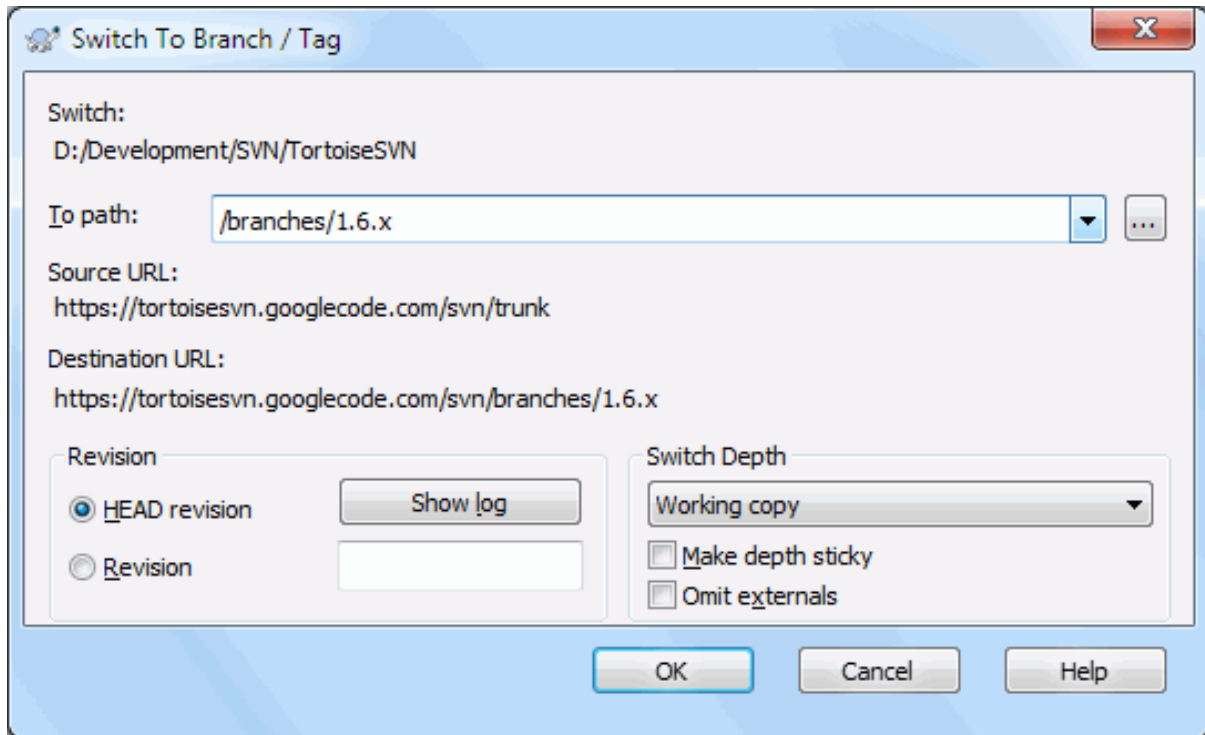 Switch To Branch / Tag
Switch:
D:/Development/SVN/TortoiseSVN
To path:
/branches/1.6.x
...
Source URL:
https://tortoisesvn.googlecode.com/svn/trunk
Destination URL:
https://tortoisesvn.googlecode.com/svn/branches/1.6.x
Revision
HEAD revision
Show log
Revision
Switch Depth
Working copy
Make depth sticky
Omit externals
OK
Cancel
Help